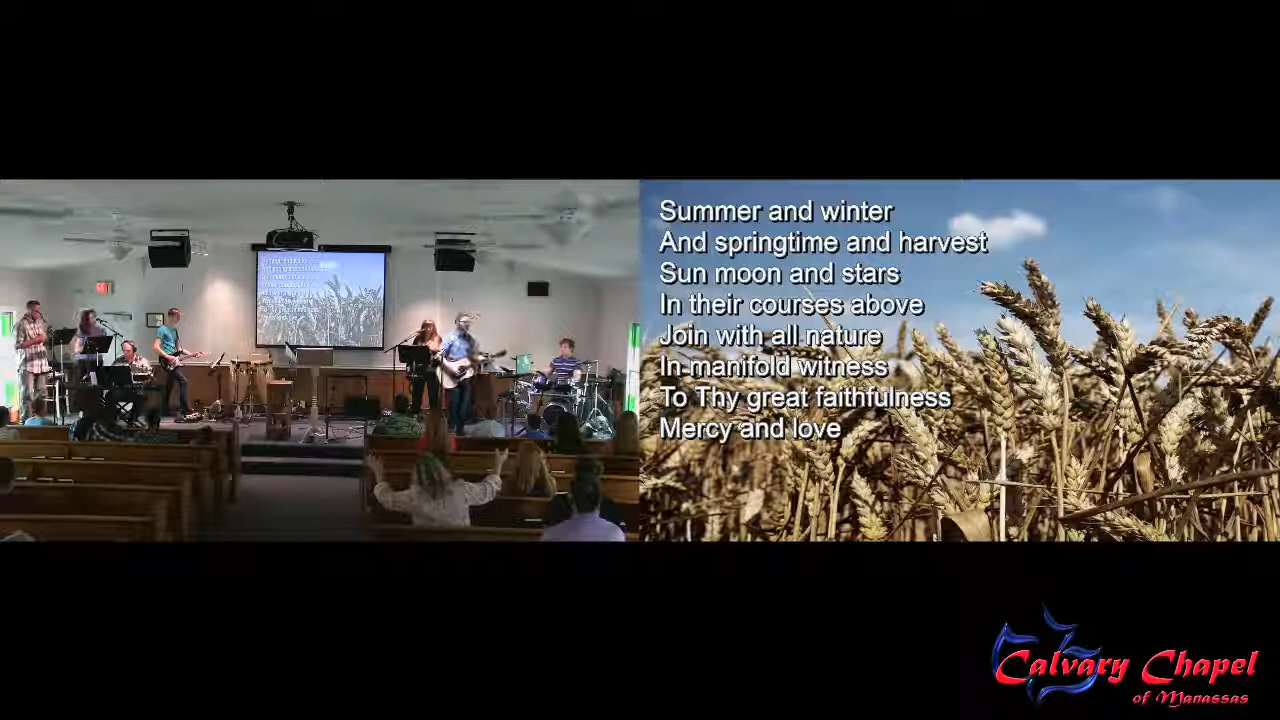 Summer and winter
And springtime and harvest
Sun moon and stars
In their courses above
Join with all nature
In manifold witness
To Thy great faithfulness
Mercy and love
Calvary Chapel
of Manassas